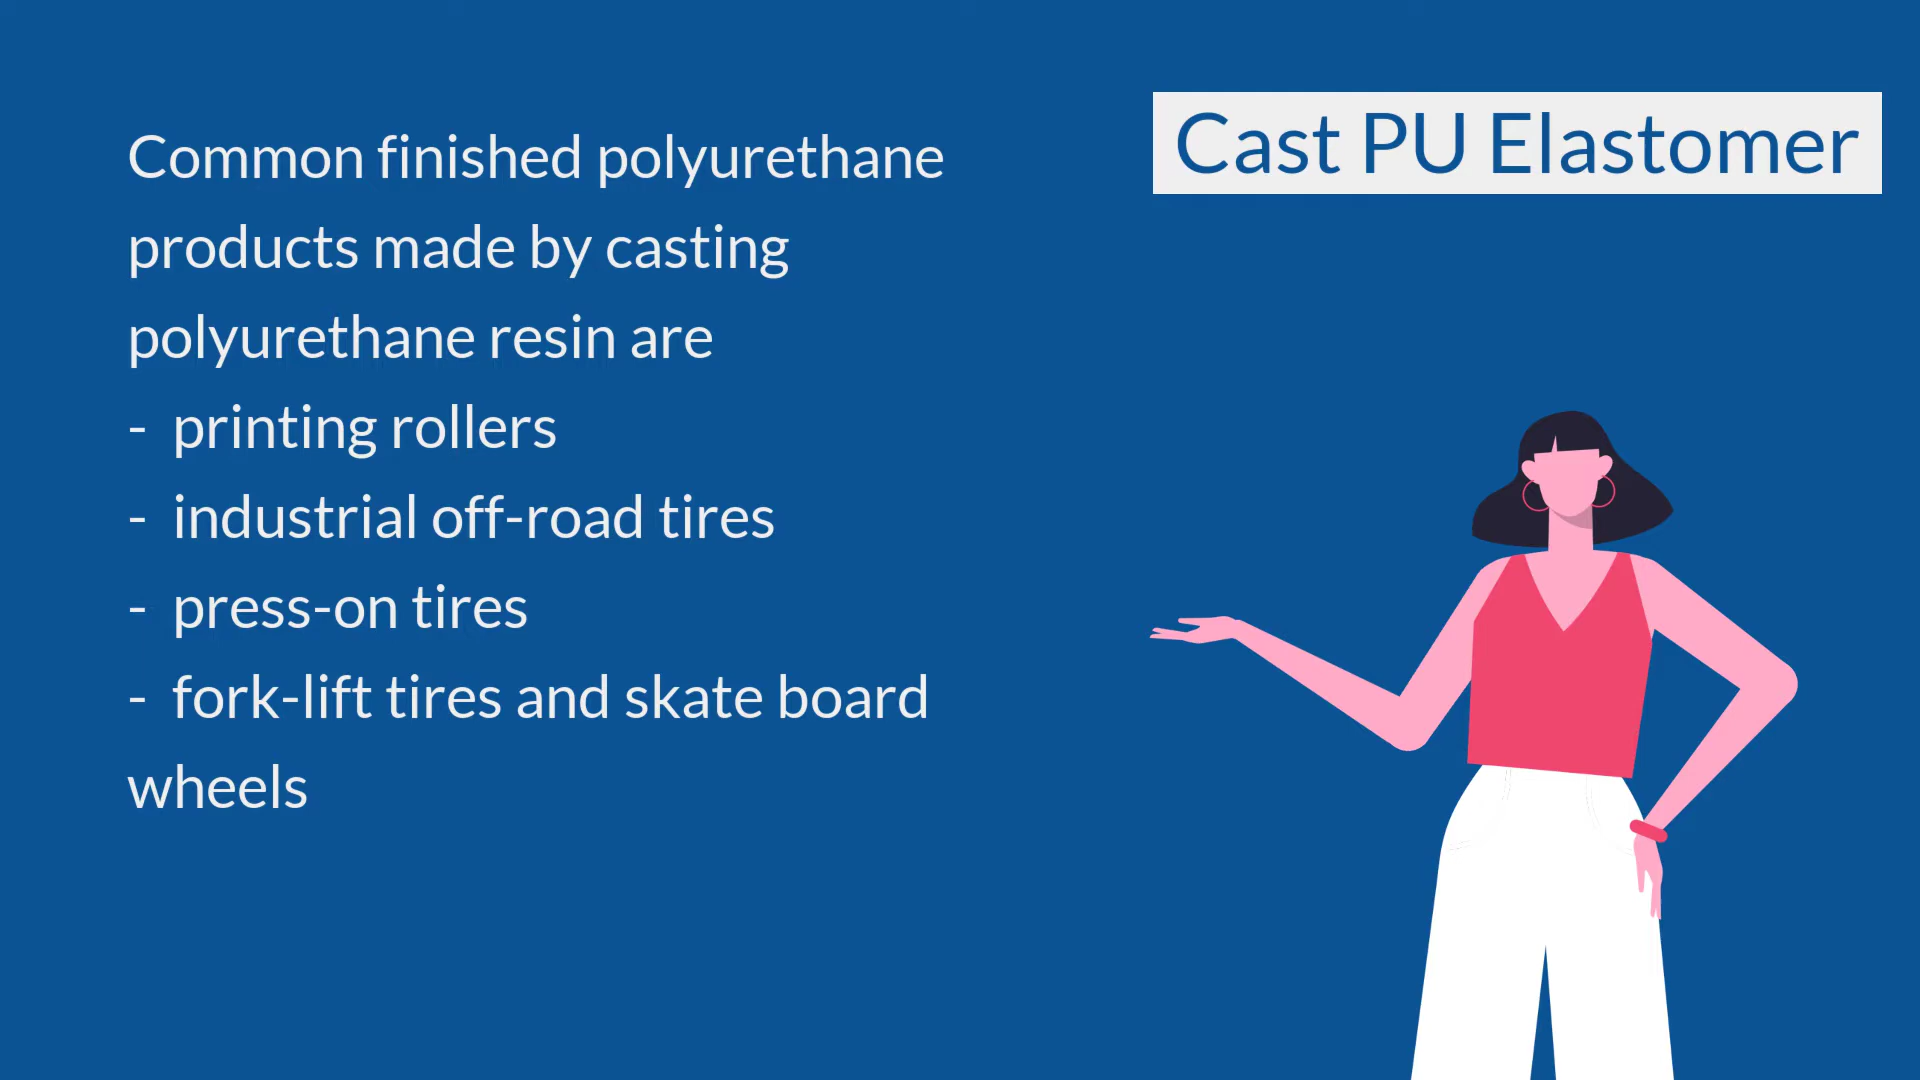 Cast PU Elastomer
Common finished polyurethane
products made by casting
polyurethane resin are
- printing rollers
- industrial off-road tires
- press-on tires
- fork-lift tires and skate board
wheels